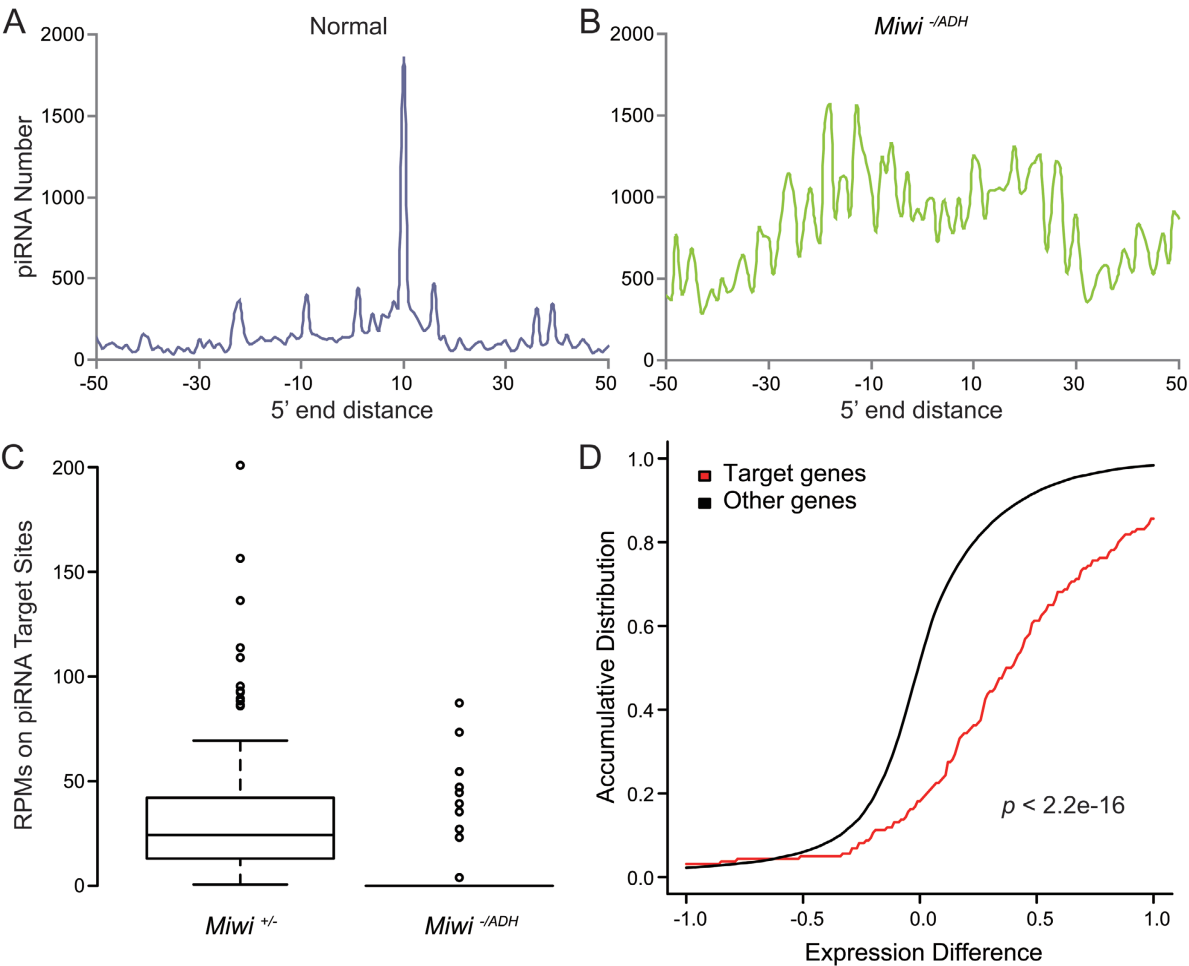 A
Normal
2000
1500
1000
500
0
piRNA Number
-50 -30 -10 10 30 50
5’ end distance
B
Miwi -/ADH
2000
1500
1000
500
0
-50 -30 -10 10 30 50
5’ end distance
C
200
150
100
50
0
RPMs on piRNA Target Sites
Miwi +/- Miwi -/ADH
D
Target genes
Other genes
1.0
0.8
0.6
0.4
0.2
0.0
Accumulative Distribution
p < 2.2e-16
-1.0 -0.5 0.0 0.5 1.0
Expression Difference